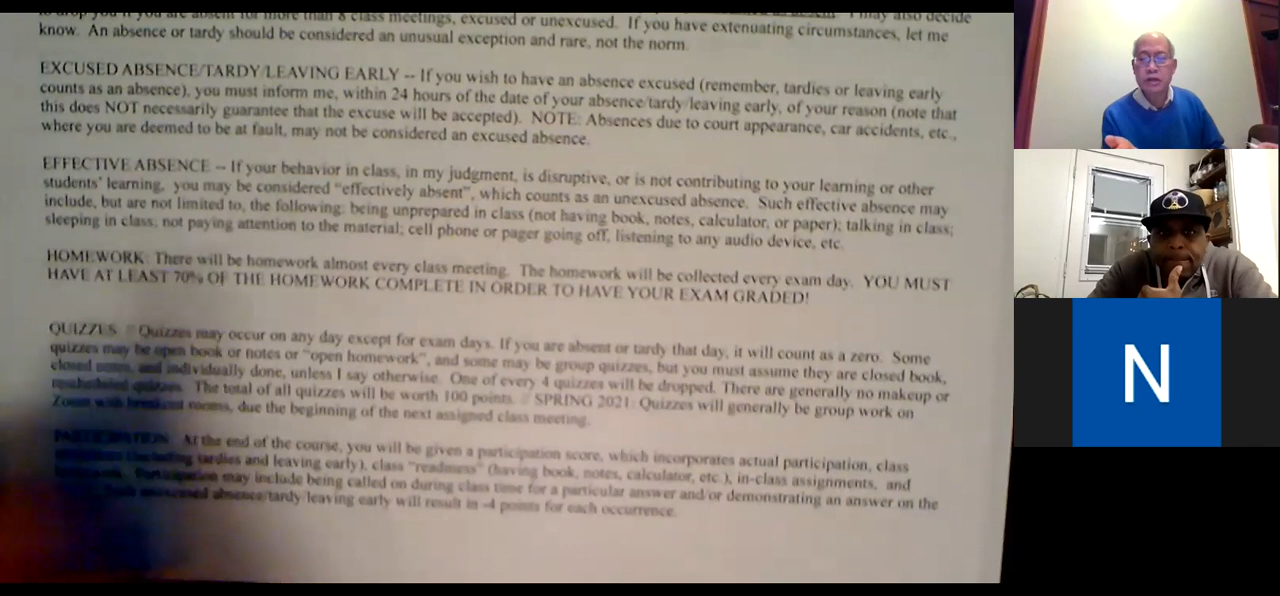 to drop you if you are absent for more than 8 class meetings, excused or unexcused. If you have extenuating circumstances, let me
know. An absence or tardy should be considered an unusual exception and rare, not the norm.
EXCUSED ABSENCE/TARDY/LEAVING EARLY -- If you wish to have an absence excused (remember, tardies or leaving early
counts as an absence), you must inform me, within 24 hours of the date of your absence/tardy/leaving early, of your reason (note that
this does NOT necessarily guarantee that the excuse will be accepted). NOTE: Absences due to court appearance, car accidents, etc.,
where you are deemed to be at fault, may not be considered an excused absence.
EFFECTIVE ABSENCE -- If your behavior in class, in my judgment, is disruptive, or is not contributing to your learning or other
students' learning, you may be considered "effectively absent", which counts as an unexcused absence. Such effective absence may
include, but are not limited to, the following: being unprepared in class (not having book, notes, calculator, or paper); talking in class;
sleeping in class; not paying attention to the material; cell phone or pager going off, listening to any audio device, etc.
HOMEWORK: There will be homework almost every class meeting. The homework will be collected every exam day. YOU MUST
HAVE AT LEAST 70% OF THE HOMEWORK COMPLETE IN ORDER TO HAVE YOUR EXAM GRADED!
QUIZZES: Quizzes may occur on any day except for exam days. If you are absent or tardy that day, it will count as a zero. Some
quizzes may be open book or notes or "open homework", and some may be group quizzes, but you must assume they are closed book,
closed notes, and individually done, unless I say otherwise. One of every 4 quizzes will be dropped. There are generally no makeup or
quizzes. The total of all quizzes will be worth 100 points. SPRING 2021: Quizzes will generally be group work on
Zoom with breakout rooms, due the beginning of the next assigned class meeting.
PARTICIPATION: At the end of the course, you will be given a participation score, which incorporates actual participation, class
tardies and leaving early), class "readiness" (having book, notes, calculator, etc.), in-class assignments, and
Participation may include being called on during class time for a particular answer and/or demonstrating an answer on the
absence/tardy/leaving early will result in -4 points for each occurrence.
N